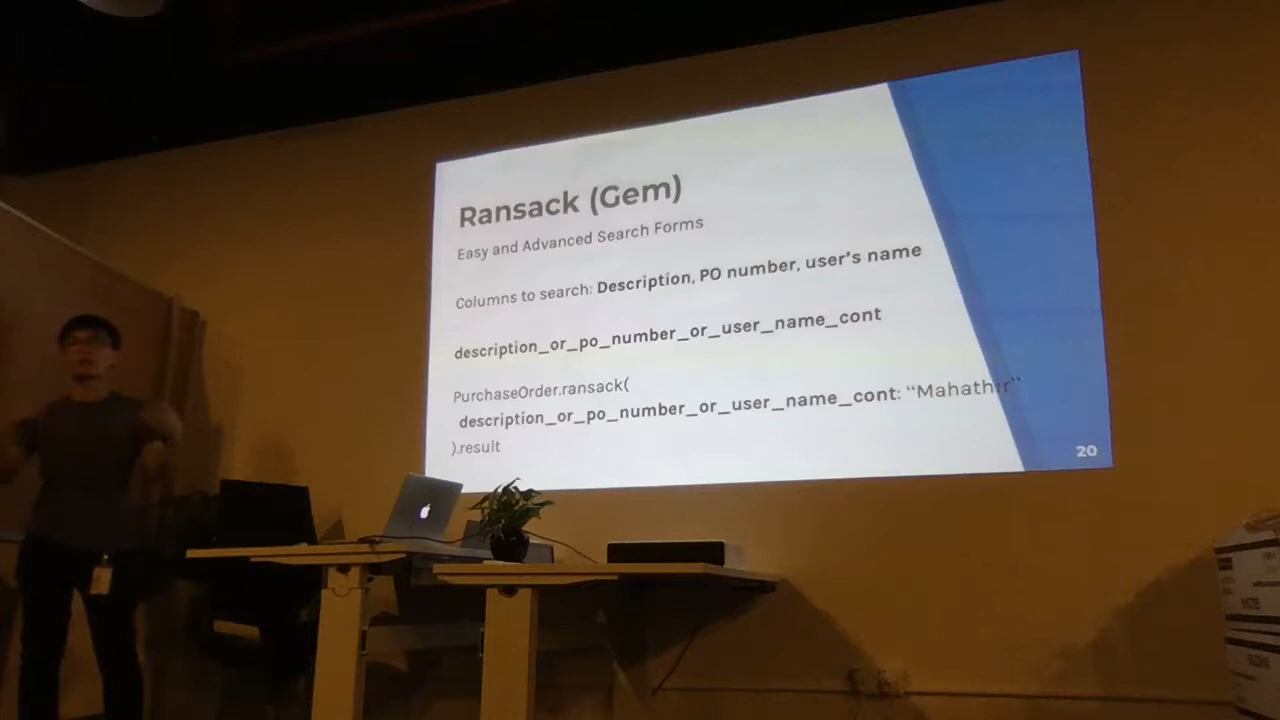 Ransack (Gem)
Easy and Advanced Search Forms
Columns to search: Description, PO number, user's name
description_or_po_number_or_user_name_cont
PurchaseOrder.ransack(
description_or_po_number_or_user_name_cont: “Mahathir”
).result
20